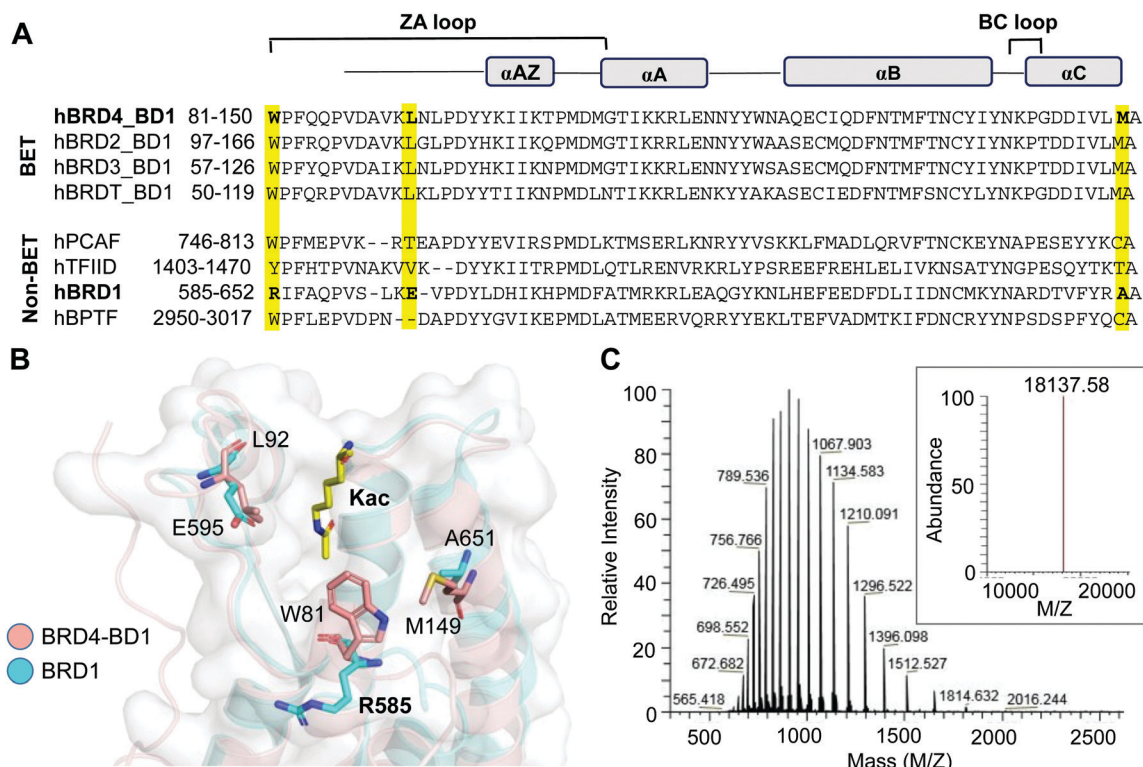 A
ZA loop
BC loop
αAZ
αA
αB
αC
BET
hBRD4_BD1 81-150 WPFQQPVDAVKLNLPDYYKIIKTPMDMGTIKKRLENNYYWNAQECIQDFNTMFTNCYIYNKPGDDIVLMA
hBRD2_BD1 97-166 WPFRQPVDAVKLGLPDYHKIIKQPMDMGTIKRRLENNYYWAASECMQDFNTMFTNCYIYNKPTDDIVLMA
hBRD3_BD1 57-126 WPFYQPVDAIKLNLPDYHKIIKNPMDMGTIKKRLENNYYWSASECMQDFNTMFTNCYIYNKPTDDIVLMA
hBRDT_BD1 50-119 WPFQRPVDAVKLKLPDYYTIIKNPMDLNTIKKRLENKYYAKASECIEDFNTMFSNCYLYNKPGDDIVLMA
Non-BET
hPCAF 746-813 WPFMEPVK--RTEAPDYYEVIRSPMDLKTMSERLKNRYYVSKKLFMADLQRVFTNCKEYNAPESEYYKCA
hTFIID 1403-1470 YPFHTPVNAKVVK--DYYKIITRPMDLQTLRENVRKRLYPSREEFREHLELIVKNSATYNGPESQYTKTA
hBRD1 585-652 RIFAQPVS-LKE-VPDYLDHIKHPMDFATMRKRLEAQGYKNLHEFEEDFDLIIDNCMKYNARDTVFYRAA
hBPTF 2950-3017 WPFLEPVDPN--DAPDYYGVIKEPMDLATMEERVQRRYYEKLTEFVADMTKIFDNCRYYNPSDSPFYQCA
B
L92
Kac
E595
A651
W81
M149
R585
BRD4-BD1
BRD1
C
Relative Intensity
100
80
60
40
20
0
1067.903
789.536
1134.583
1210.091
756.766
726.495
1296.522
698.552
1396.098
672.682
1512.527
565.418
1814.632
2016.244
500
1000
1500
2000
2500
Mass (M/Z)
18137.58
Abundance
100
50
0
10000
20000
M/Z